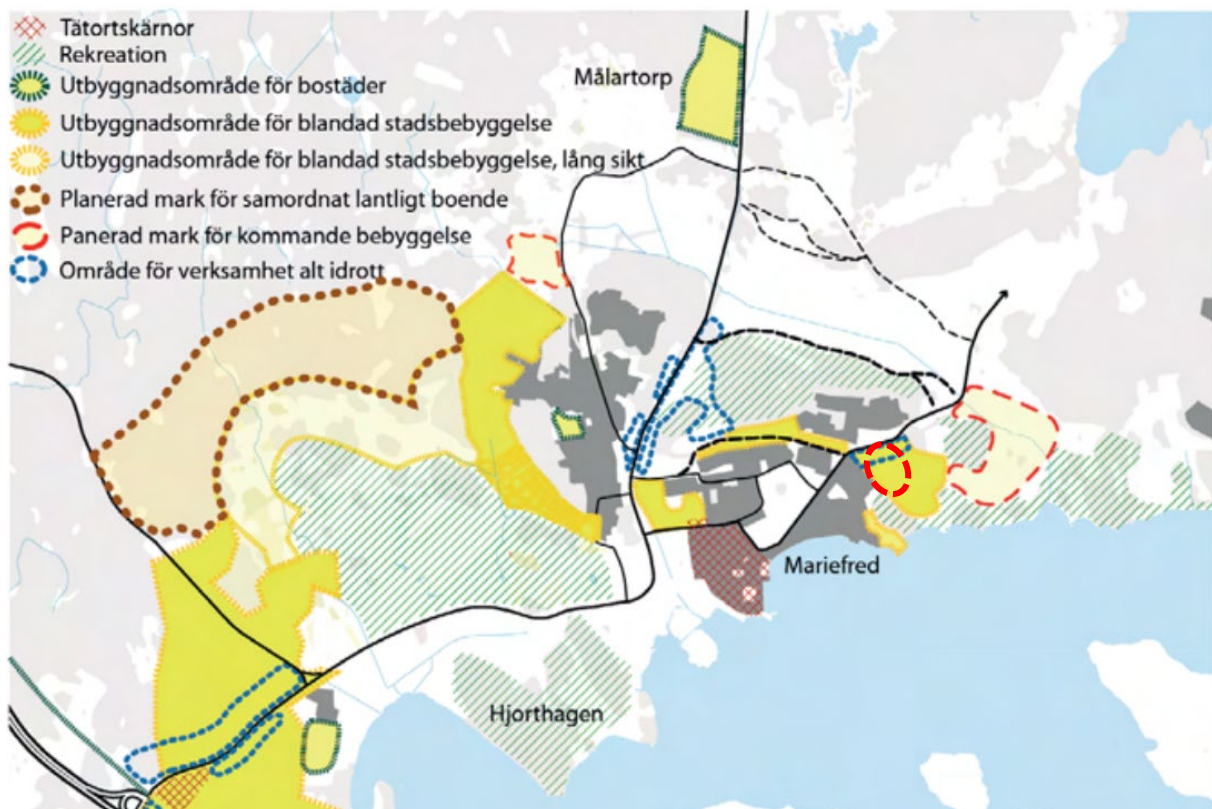 Tätortskärnor
Rekreation
Utbyggnadsområde för bostäder
Utbyggnadsområde för blandad stadsbebyggelse
Utbyggnadsområde för blandad stadsbebyggelse, lång sikt
Planerad mark för samordnat lantligt boende
Panerad mark för kommande bebyggelse
Område för verksamhet alt idrott
Målartorp
Mariefred
Hjorthagen